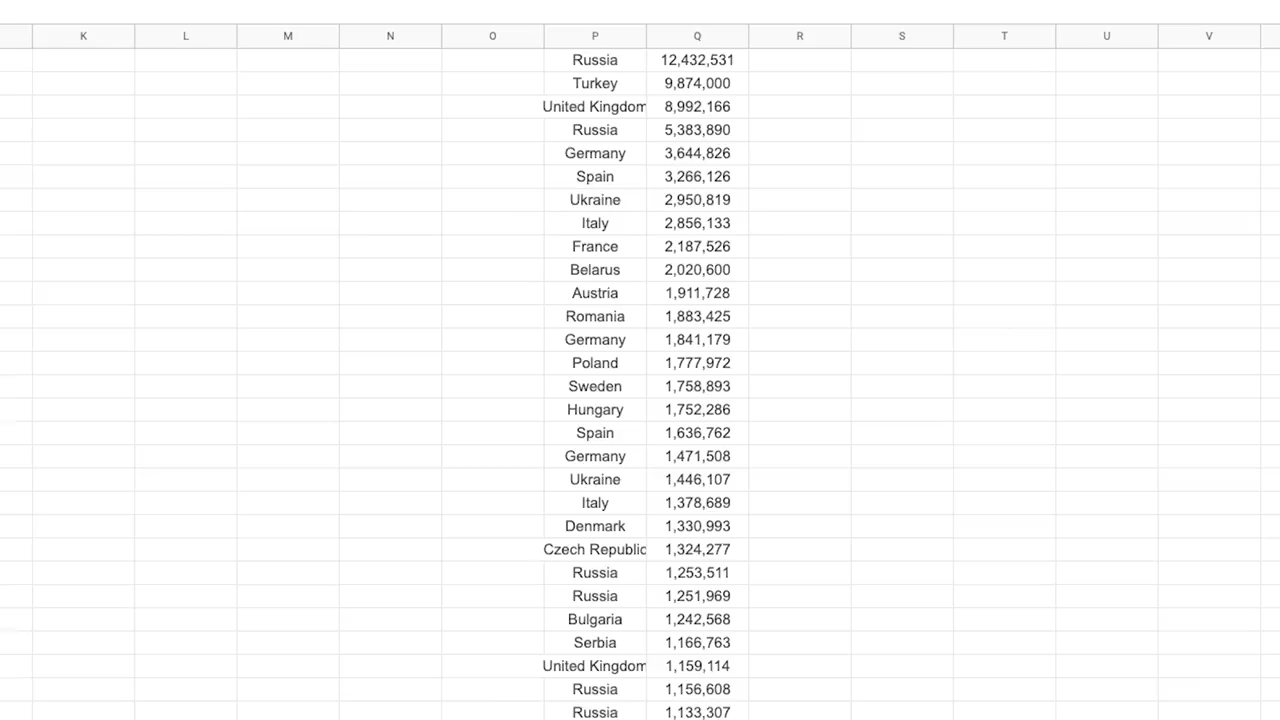 K L M N O P Q R S T U V
Russia 12,432,531
Turkey 9,874,000
United Kingdom 8,992,166
Russia 5,383,890
Germany 3,644,826
Spain 3,266,126
Ukraine 2,950,819
Italy 2,856,133
France 2,187,526
Belarus 2,020,600
Austria 1,911,728
Romania 1,883,425
Germany 1,841,179
Poland 1,777,972
Sweden 1,758,893
Hungary 1,752,286
Spain 1,636,762
Germany 1,471,508
Ukraine 1,446,107
Italy 1,378,689
Denmark 1,330,993
Czech Republic 1,324,277
Russia 1,253,511
Russia 1,251,969
Bulgaria 1,242,568
Serbia 1,166,763
United Kingdom 1,159,114
Russia 1,156,608
Russia 1,133,307